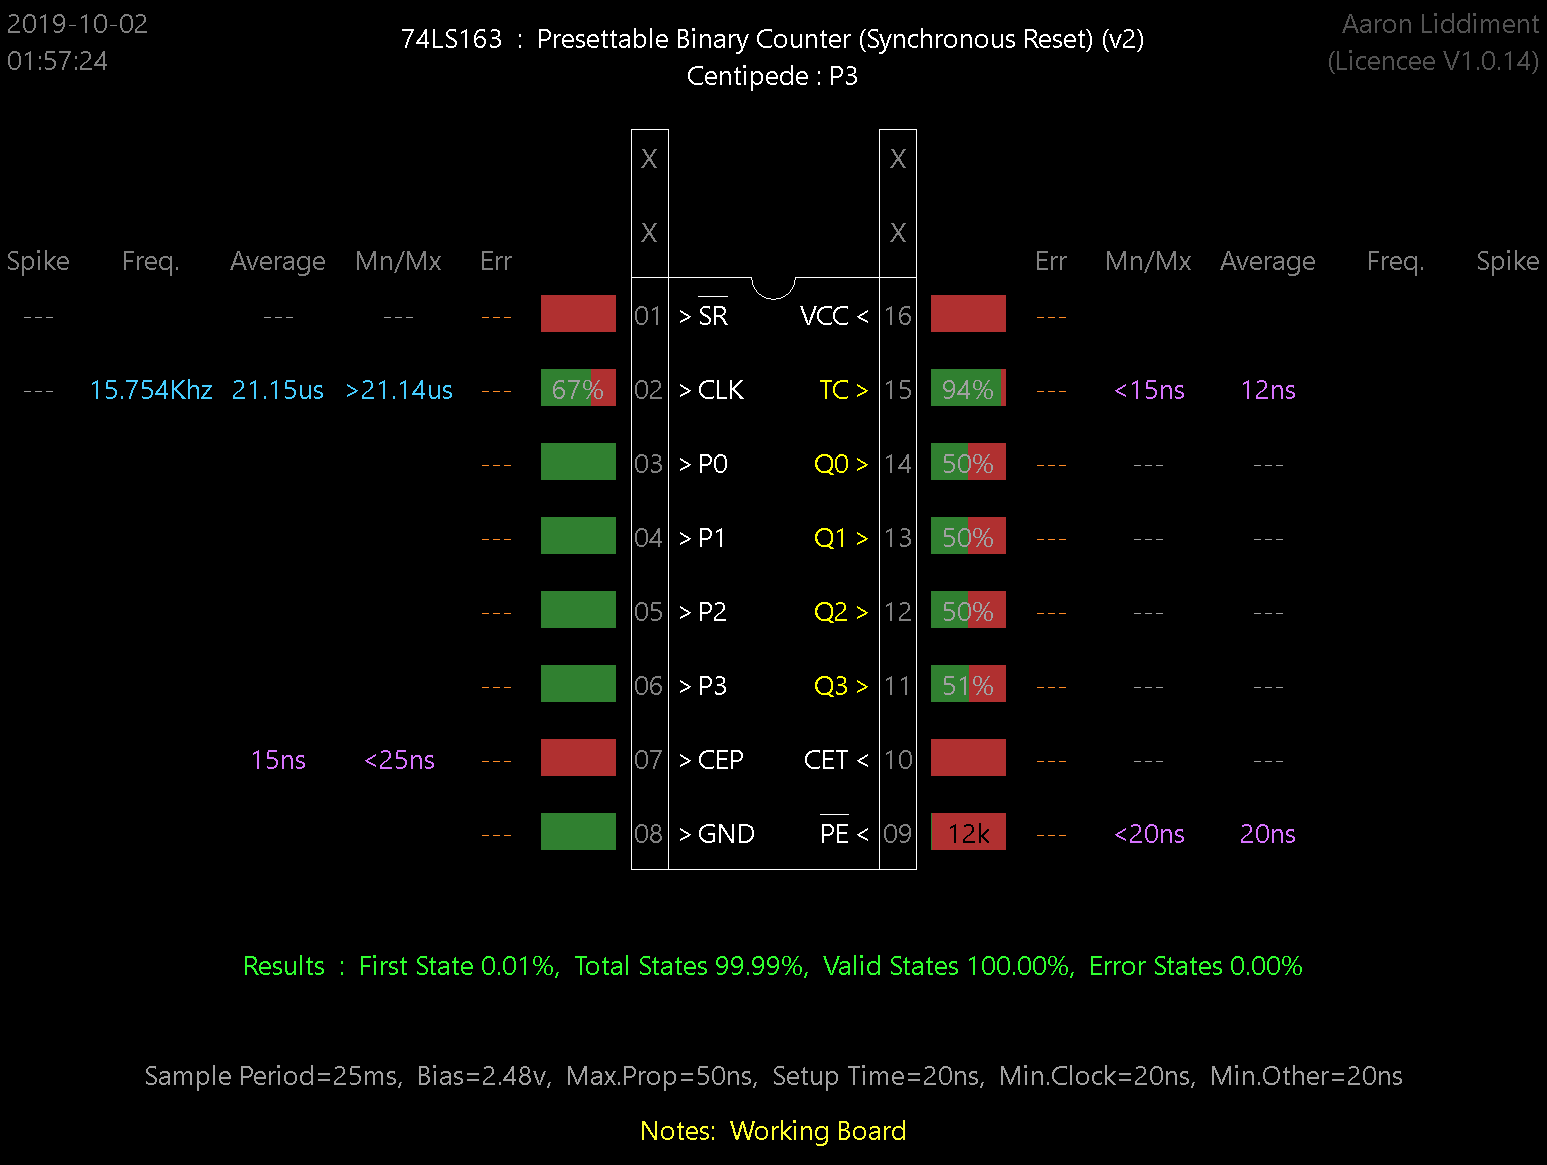 2019-10-02
01:57:24
74LS163 : Presettable Binary Counter (Synchronous Reset) (v2)
Centipede : P3
Aaron Liddiment
(Licencee V1.0.14)
X X
X X
Spike Freq. Average Mn/Mx Err Err Mn/Mx Average Freq. Spike
--- --- --- --- 01 > SR VCC < 16 ---
--- 15.754Khz 21.15us >21.14us --- 67% 02 > CLK TC > 15 94% --- <15ns 12ns
--- 03 > P0 Q0 > 14 50% --- --- ---
--- 04 > P1 Q1 > 13 50% --- --- ---
--- 05 > P2 Q2 > 12 50% --- --- ---
--- 06 > P3 Q3 > 11 51% --- --- ---
15ns <25ns --- 07 > CEP CET < 10 --- --- ---
--- 08 > GND PE < 09 12k --- <20ns 20ns
Results : First State 0.01%, Total States 99.99%, Valid States 100.00%, Error States 0.00%
Sample Period=25ms, Bias=2.48v, Max.Prop=50ns, Setup Time=20ns, Min.Clock=20ns, Min.Other=20ns
Notes: Working Board